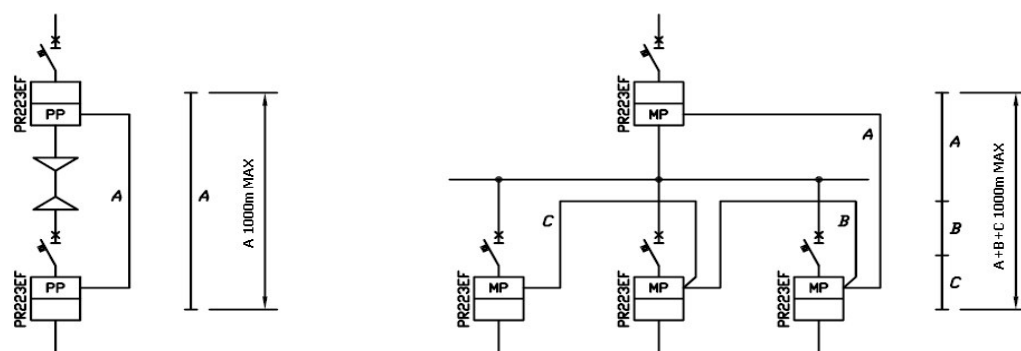 PR223EF
PP
A
A
A 1000m MAX
PP
PR223EF
PR223EF
MP
A
A
C
B
B
A+B+C 1000m MAX
PR223EF
MP
PR223EF
MP
PR223EF
MP
C